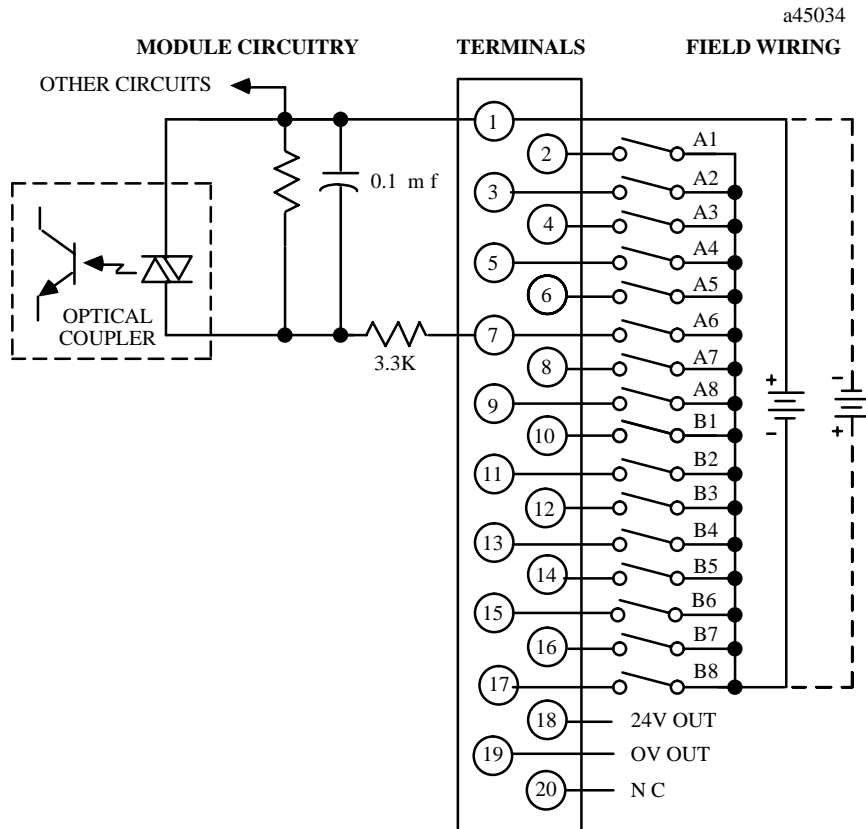 a45034
MODULE CIRCUITRY TERMINALS FIELD WIRING
OTHER CIRCUITS
1
2 A1
3 A2
0.1 m f
4 A3
5 A4
6 A5
OPTICAL
COUPLER
7 A6
3.3K
8 A7
9 A8
+ -
- +
10 B1
11 B2
12 B3
13 B4
14 B5
15 B6
16 B7
17 B8
18 24V OUT
19 OV OUT
20 N C